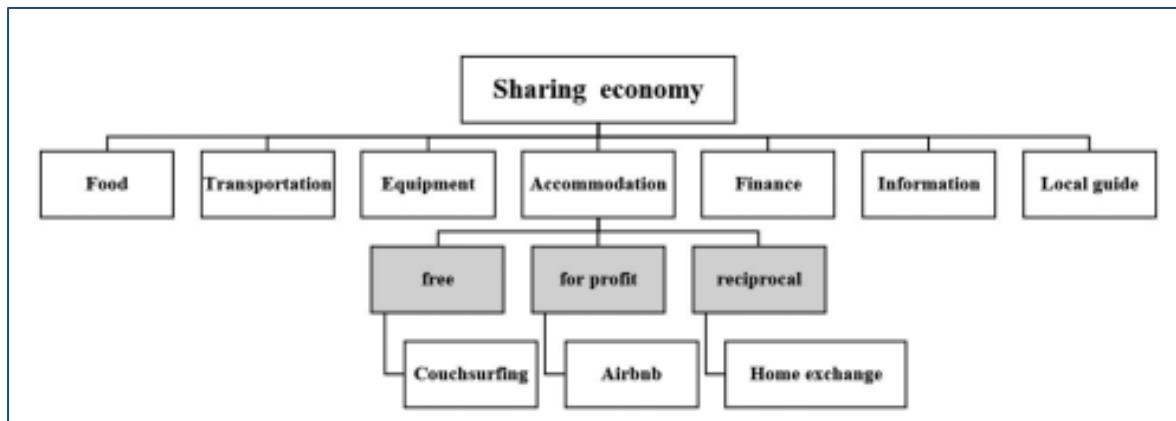 Sharing economy
Food
Transportation
Equipment
Accommodation
Finance
Information
Local guide
free
for profit
reciprocal
Couchsurfing
Airbnb
Home exchange